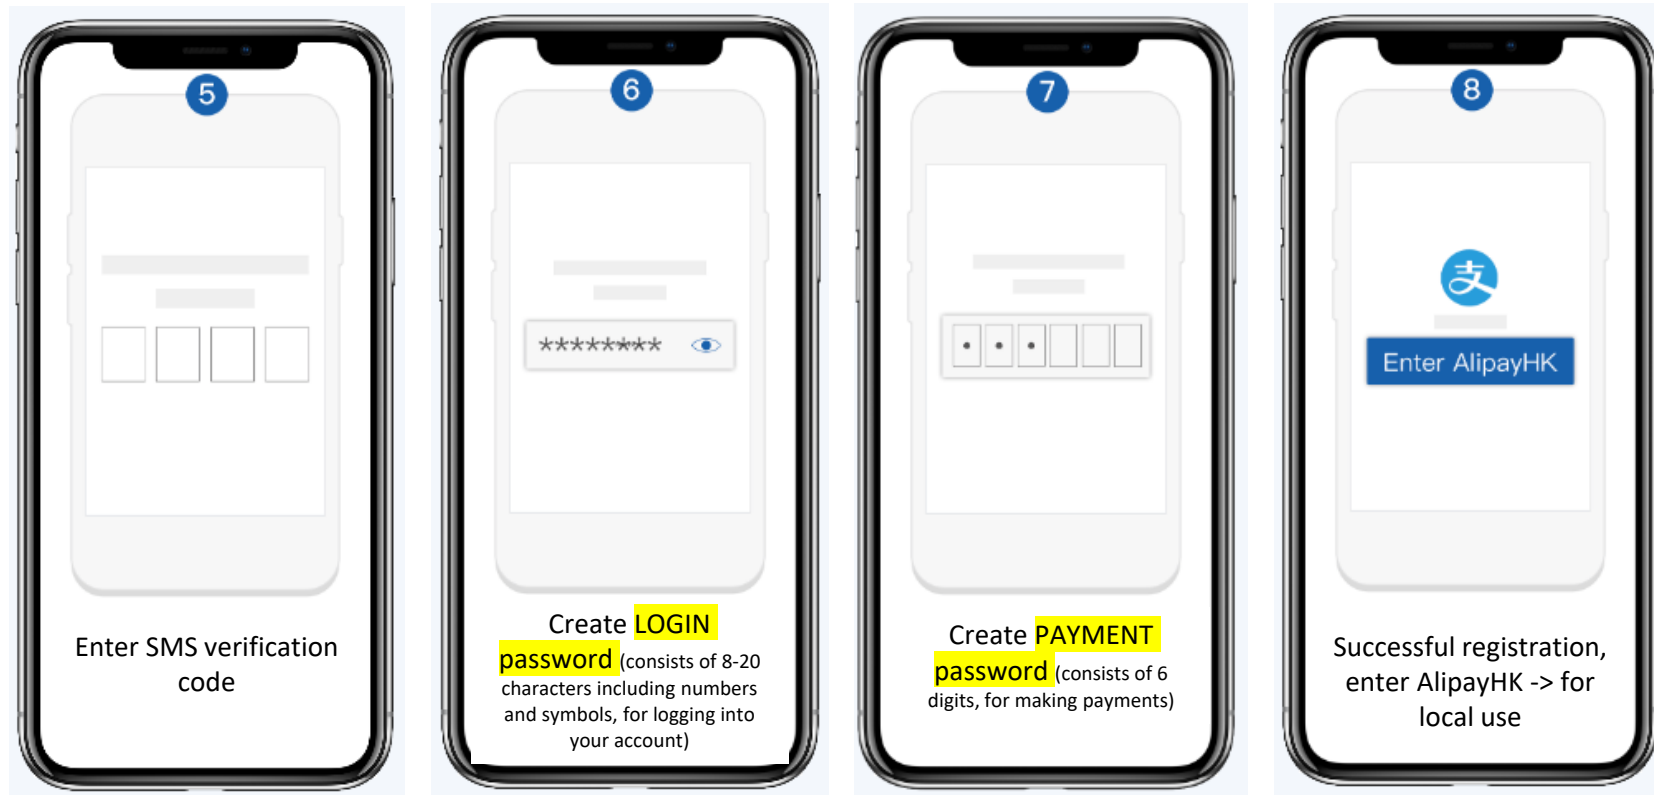 5
Enter SMS verification
code
6
********
Create LOGIN
password (consists of 8-20
characters including numbers
and symbols, for logging into
your account)
7
Create PAYMENT
password (consists of 6
digits, for making payments)
8
支
Enter AlipayHK
Successful registration,
enter AlipayHK -> for
local use